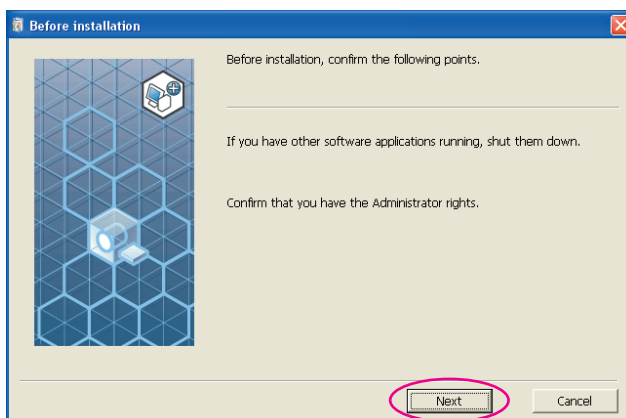 Before installation
Before installation, confirm the following points.
If you have other software applications running, shut them down.
Confirm that you have the Administrator rights.
Next
Cancel